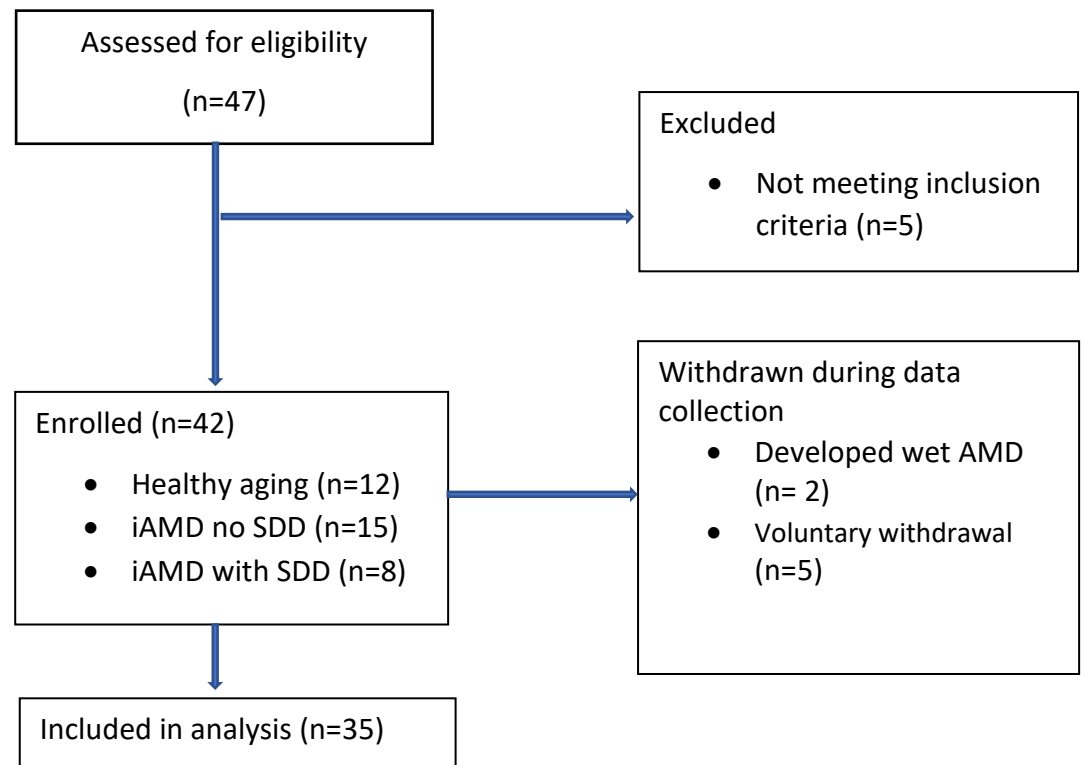 Assessed for eligibility
(n=47)
Excluded
• Not meeting inclusion
criteria (n=5)
Enrolled (n=42)
• Healthy aging (n=12)
• iAMD no SDD (n=15)
• iAMD with SDD (n=8)
Withdrawn during data
collection
• Developed wet AMD
(n= 2)
• Voluntary withdrawal
(n=5)
Included in analysis (n=35)